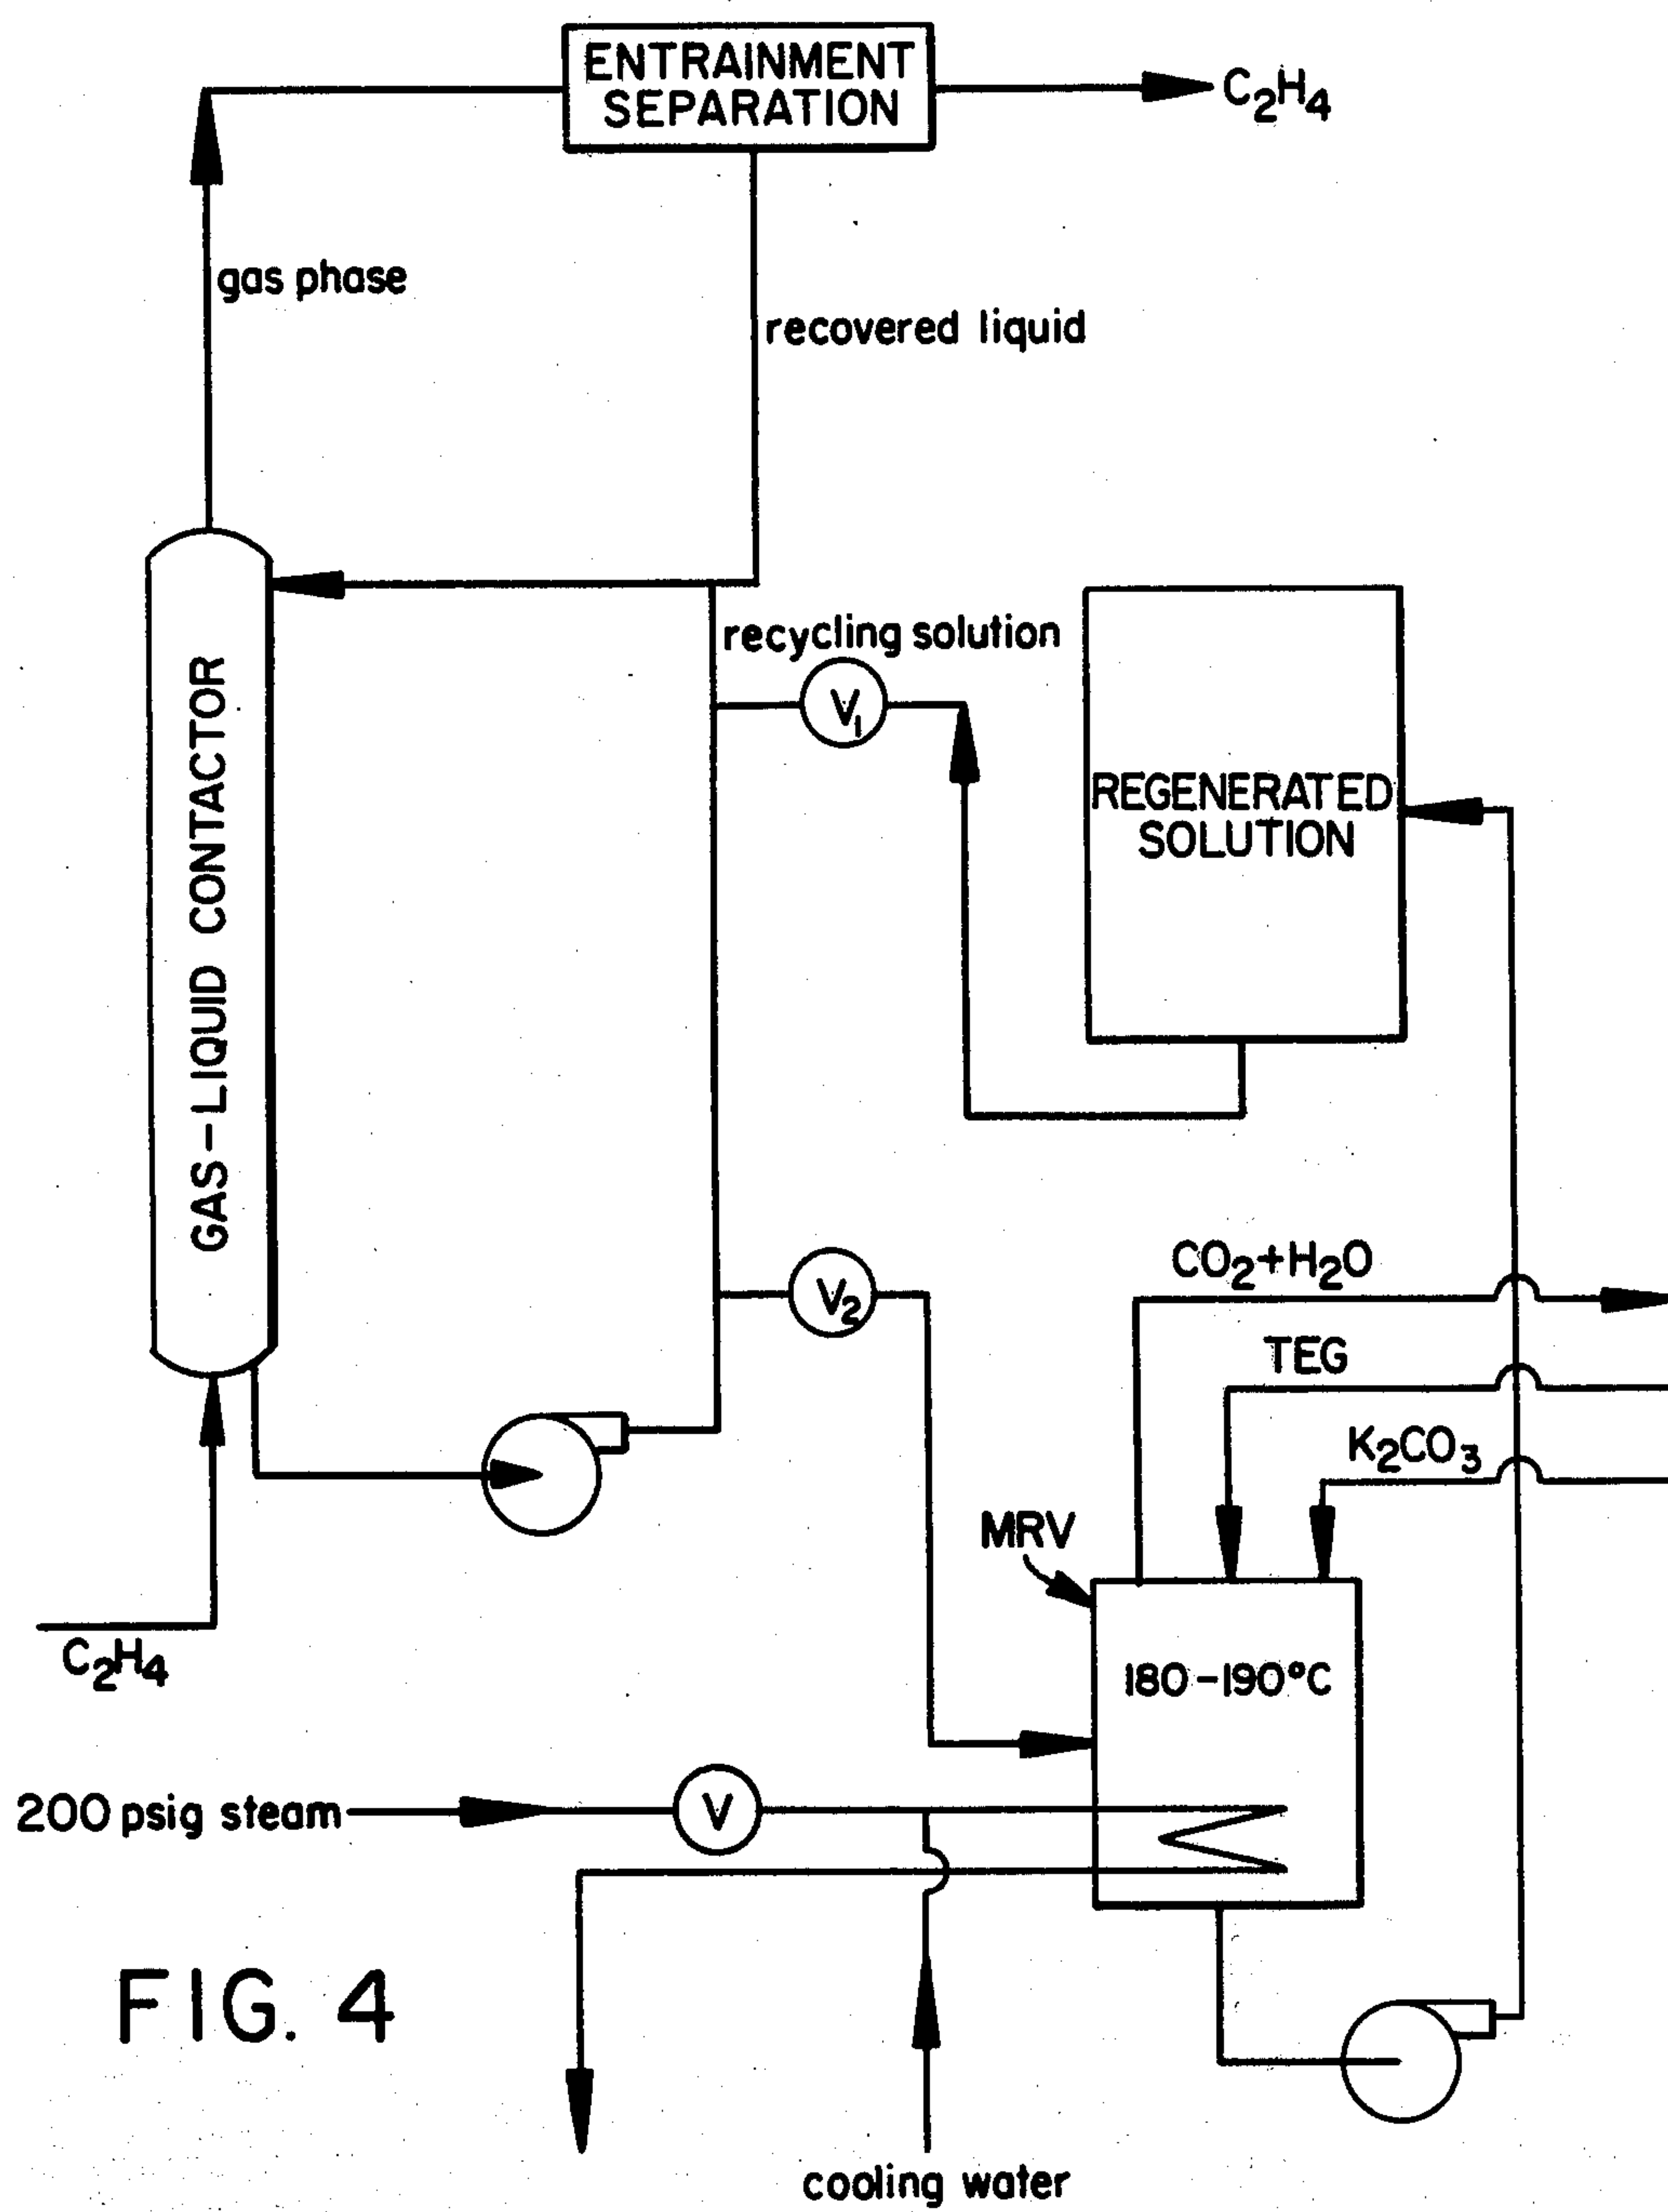 ENTRAINMENT
SEPARATION
C₂H₄
gas phase
recovered liquid
recycling solution
V₁
GAS-LIQUID CONTACTOR
REGENERATED
SOLUTION
V₂
CO₂+H₂O
TEG
K₂CO₃
MRV
C₂H₄
180-190°C
200 psig steam
V
FIG. 4
cooling water